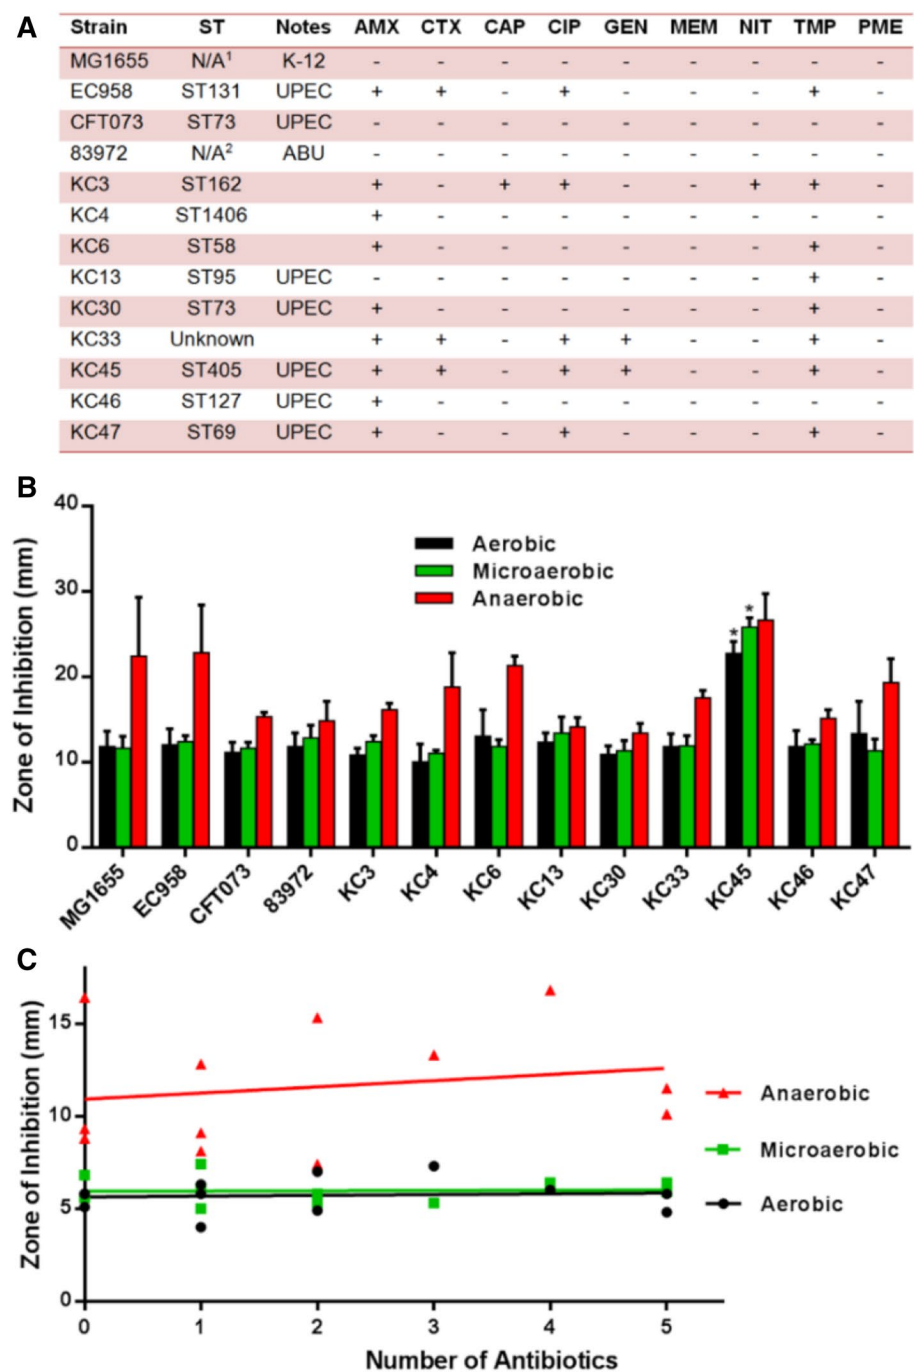 A
Strain ST Notes AMX CTX CAP CIP GEN MEM NIT TMP PME
MG1655 N/A¹ K-12 - - - - - - - - -
EC958 ST131 UPEC + + - + - - - + -
CFT073 ST73 UPEC - - - - - - - - -
83972 N/A² ABU - - - - - - - - -
KC3 ST162 + - + + - - + + -
KC4 ST1406 + - - - - - - - -
KC6 ST58 + - - - - - - + -
KC13 ST95 UPEC - - - - - - - + -
KC30 ST73 UPEC + - - - - - - + -
KC33 Unknown + + - + + - - + -
KC45 ST405 UPEC + + - + + - - + -
KC46 ST127 UPEC + - - - - - - - -
KC47 ST69 UPEC + - - + - - - + -
B
Zone of Inhibition (mm)
40
30
20
10
0
Aerobic
Microaerobic
Anaerobic
* *
MG1655 EC958 CFT073 83972 KC3 KC4 KC6 KC13 KC30 KC33 KC45 KC46 KC47
C
Zone of Inhibition (mm)
15
10
5
0
Anaerobic
Microaerobic
Aerobic
0 1 2 3 4 5
Number of Antibiotics